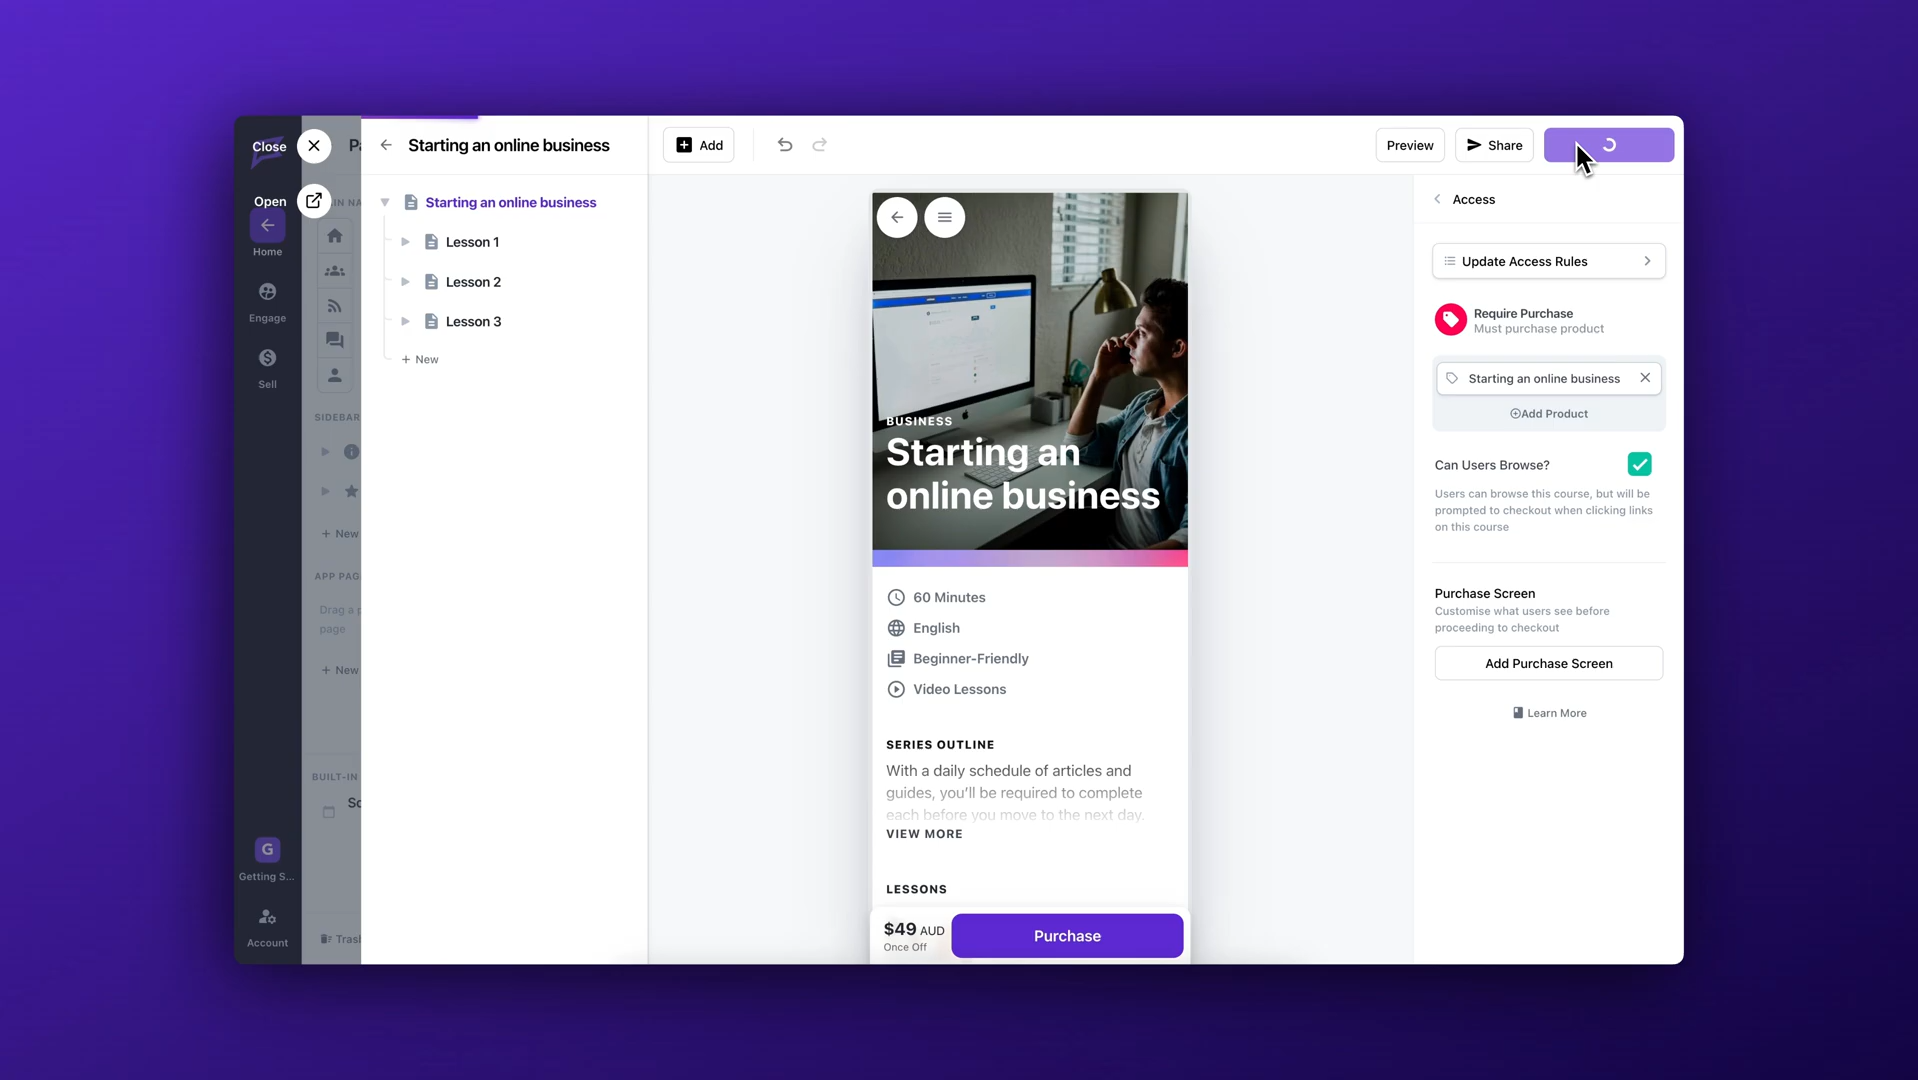 Close
Open
Home
Engage
Sell
G
Getting S...
Account
SIDEBAR
+ New
APP PAG
Drag a p
page
+ New
BUILT-IN
Sc
Trash
Starting an online business
Starting an online business
Lesson 1
Lesson 2
Lesson 3
+ New
Add
Preview
Share
BUSINESS
Starting an
online business
60 Minutes
English
Beginner-Friendly
Video Lessons
SERIES OUTLINE
With a daily schedule of articles and
guides, you'll be required to complete
each before you move to the next day.
VIEW MORE
LESSONS
$49 AUD
Once Off
Purchase
Access
Update Access Rules
Require Purchase
Must purchase product
Starting an online business
Add Product
Can Users Browse?
Users can browse this course, but will be
prompted to checkout when clicking links
on this course
Purchase Screen
Customise what users see before
proceeding to checkout
Add Purchase Screen
Learn More